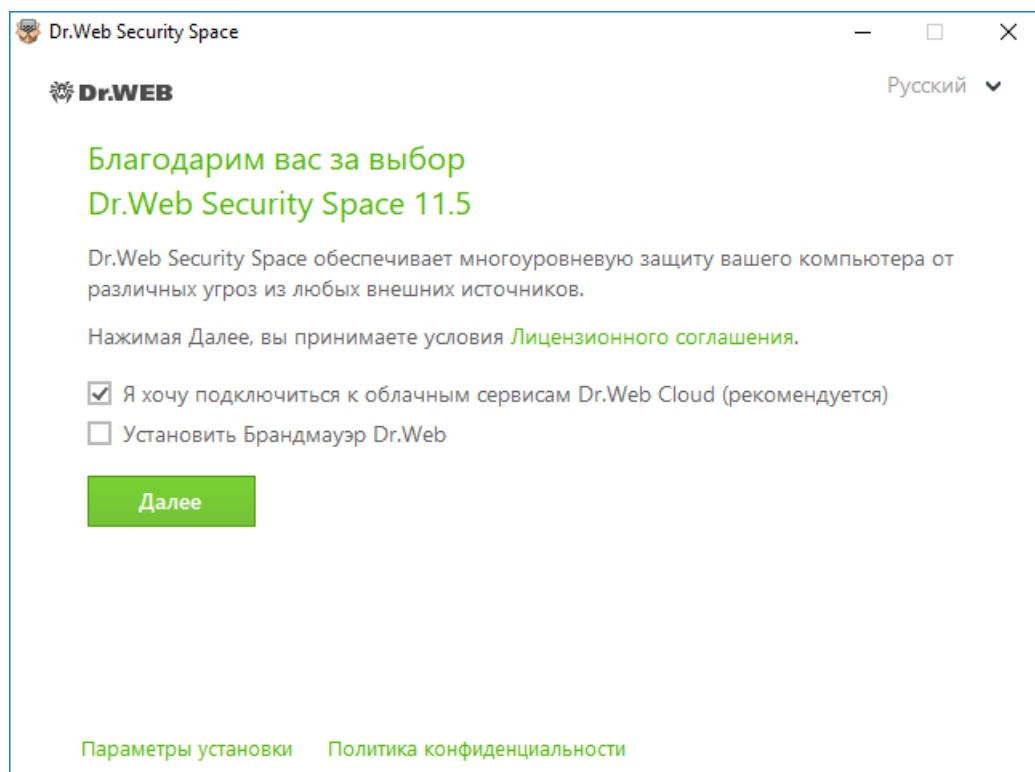 Dr.Web Security Space
Dr.WEB
Русский
Благодарим вас за выбор
Dr.Web Security Space 11.5
Dr.Web Security Space обеспечивает многоуровневую защиту вашего компьютера от
различных угроз из любых внешних источников.
Нажимая Далее, вы принимаете условия Лицензионного соглашения.
Я хочу подключиться к облачным сервисам Dr.Web Cloud (рекомендуется)
Установить Брандмауэр Dr.Web
Далее
Параметры установки Политика конфиденциальности